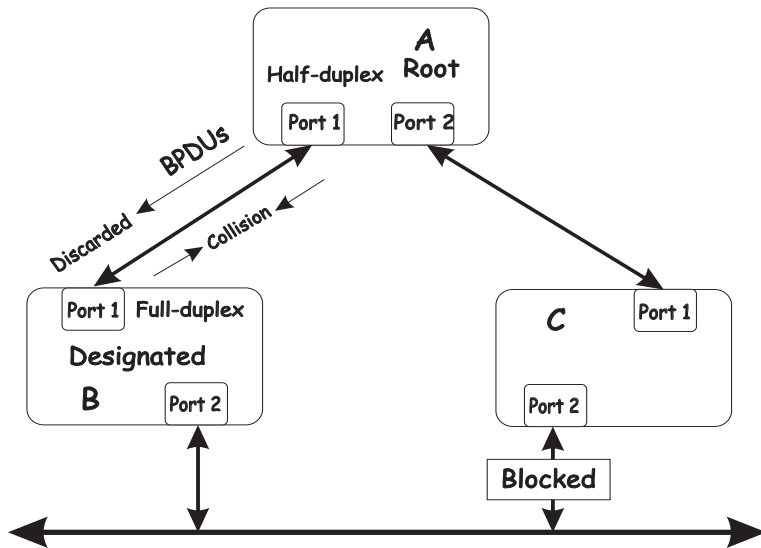 A
Root
Half-duplex
Port 1
Port 2
BPDUs
Discarded
Collision
Port 1
Full-duplex
Designated
B
Port 2
C
Port 1
Port 2
Blocked